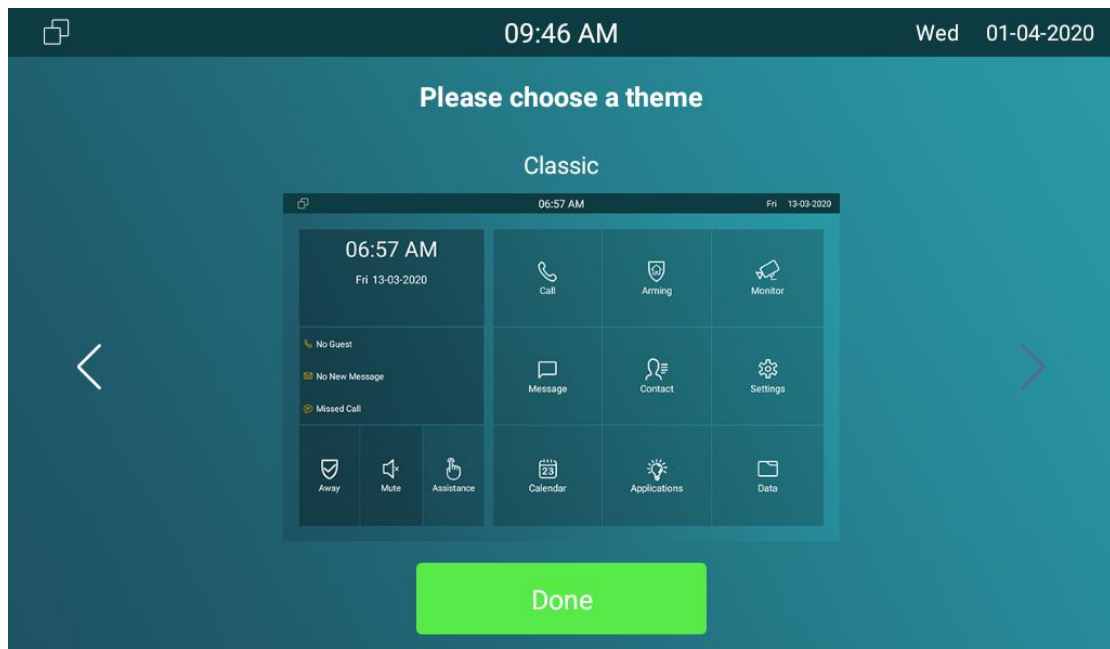 09:46 AM Wed 01-04-2020
Please choose a theme
Classic
06:57 AM Fri 13-03-2020
06:57 AM
Fri 13-03-2020
No Guest
No New Message
Missed Call
Away Mute Assistance
Call Arming Monitor
Message Contact Settings
23
Calendar Applications Data
Done